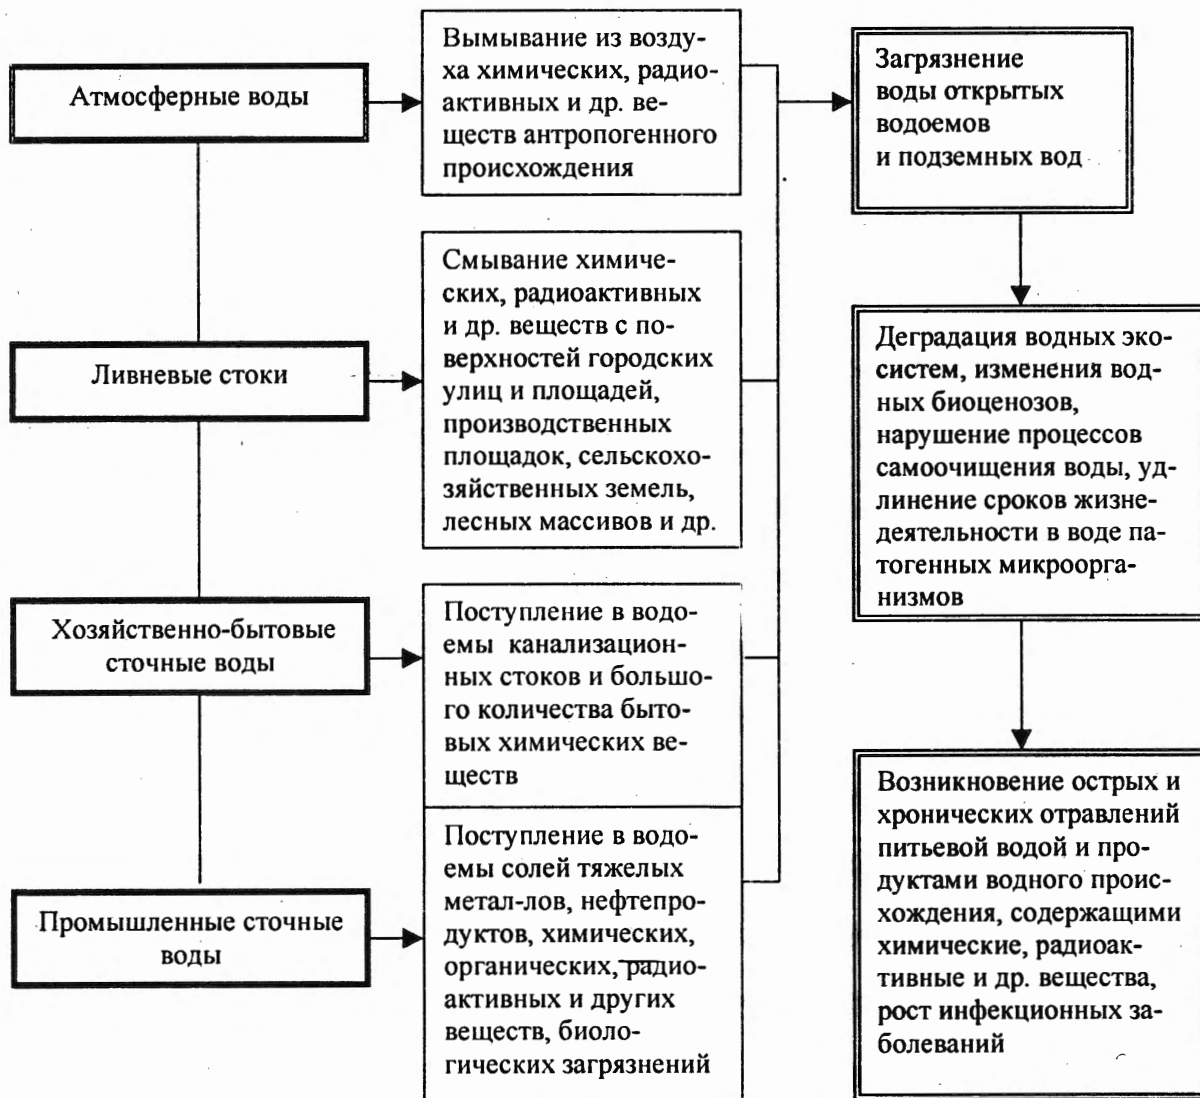 Атмосферные воды
Вымывание из возду-
ха химических, радио-
активных и др. ве-
ществ антропогенного
происхождения
Загрязнение
воды открытых
водоемов
и подземных вод
Ливневые стоки
Смывание химиче-
ских, радиоактивных
и др. веществ с по-
верхностей городских
улиц и площадей,
производственных
площадок, сельскохо-
зяйственных земель,
лесных массивов и др.
Деградация водных эко-
систем, изменения вод-
ных биоценозов,
нарушение процессов
самоочищения воды, уд-
линение сроков жизне-
деятельности в воде па-
тогенных микроорга-
низмов
Хозяйственно-бытовые
сточные воды
Поступление в водо-
емы канализацион-
ных стоков и большо-
го количества быто-
вых химических ве-
ществ
Промышленные сточные
воды
Поступление в водо-
емы солей тяжелых
метал-лов, нефтепро-
дуктов, химических,
органических, радио-
активных и других
веществ, биоло-
гических загрязнений
Возникновение острых и
хронических отравлений
питьевой водой и про-
дуктами водного проис-
хождения, содержащими
химические, радиоак-
тивные и др. вещества,
рост инфекционных за-
болеваний